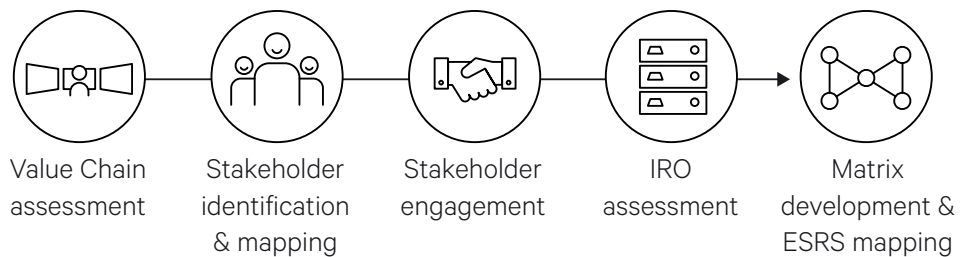 Value Chain
assessment
Stakeholder
identification
& mapping
Stakeholder
engagement
IRO
assessment
Matrix
development &
ESRS mapping